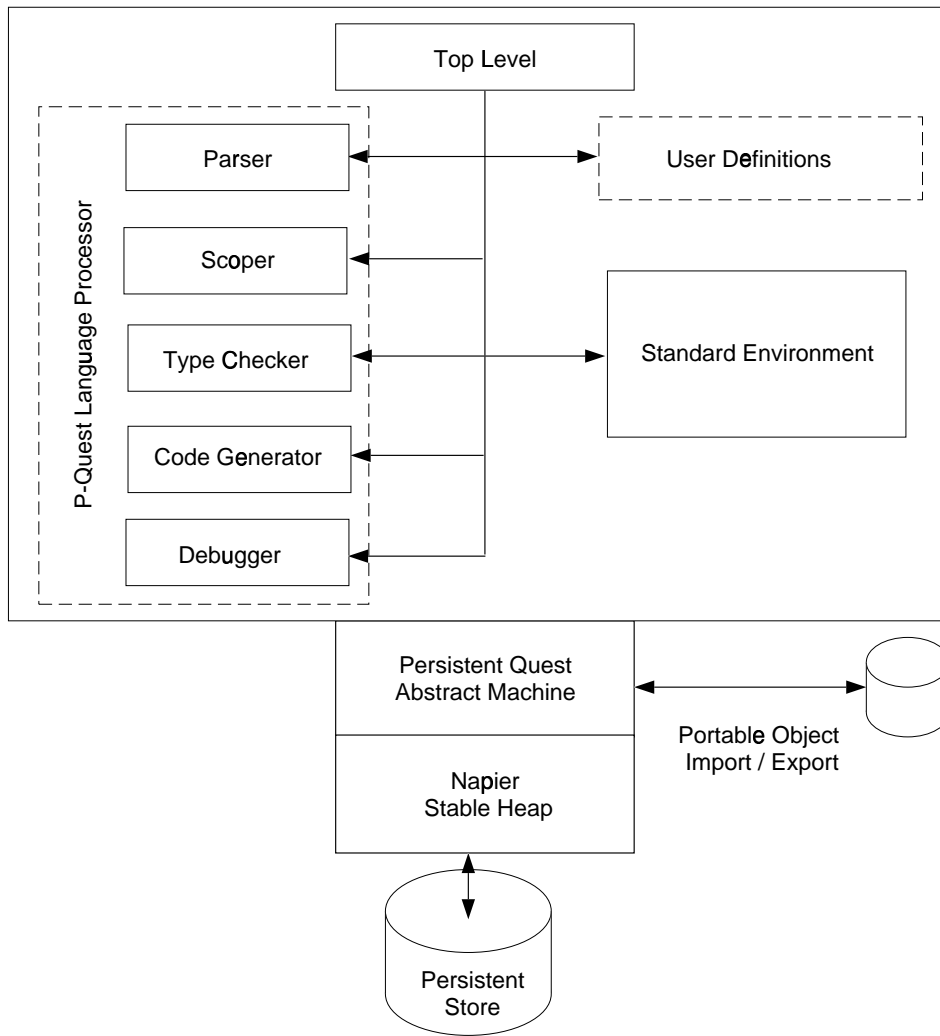 Top Level
P-Quest Language Processor
Parser
User Definitions
Scoper
Type Checker
Standard Environment
Code Generator
Debugger
Persistent Quest
Abstract Machine
Portable Object
Import / Export
Napier
Stable Heap
Persistent
Store